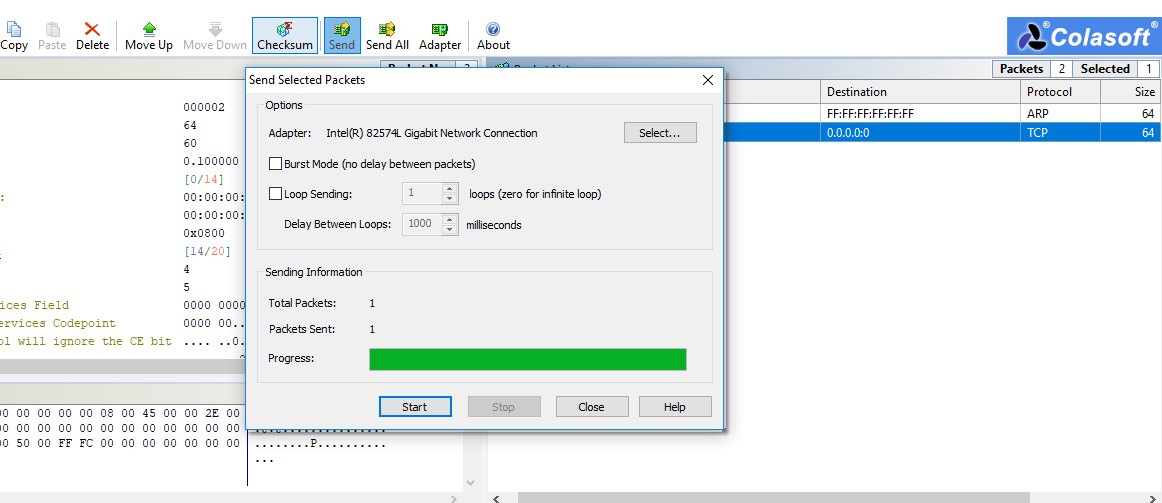 Copy Paste Delete Move Up Move Down Checksum Send Send All Adapter About
Colasoft®
Packets 2 Selected 1
Destination Protocol Size
FF:FF:FF:FF:FF:FF ARP 64
0.0.0.0:0 TCP 64
000002
64
60
0.100000
[0/14]
: 00:00:00:
00:00:00:
0x0800
[14/20]
4
5
ices Field 0000 0000
ervices Codepoint 0000 00..
ol will ignore the CE bit .... ..0.
Send Selected Packets
Options
Adapter: Intel(R) 82574L Gigabit Network Connection Select...
Burst Mode (no delay between packets)
Loop Sending: 1 loops (zero for infinite loop)
Delay Between Loops: 1000 milliseconds
Sending Information
Total Packets: 1
Packets Sent: 1
Progress:
Start Stop Close Help
00 00 00 00 00 08 00 45 00 00 2E 00
00 00 00 00 00 00 00 00 00 00 00 00
00 50 00 FF FC 00 00 00 00 00 00 00 ........P..........
...